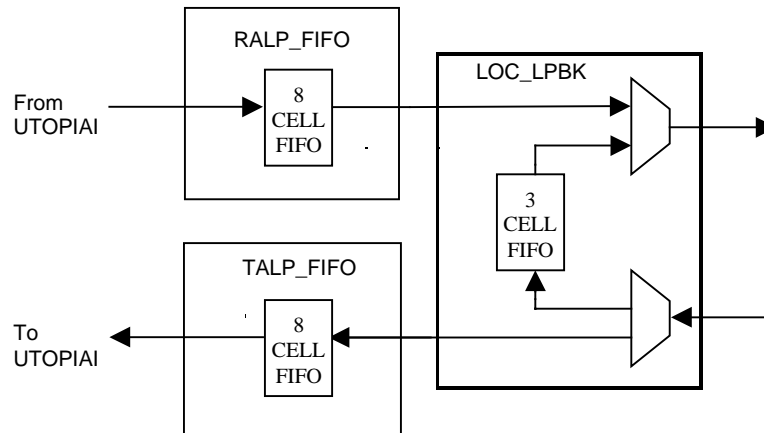 RALP_FIFO
LOC_LPBK
From
UTOPIAI
8
CELL
FIFO
3
CELL
FIFO
TALP_FIFO
To
UTOPIAI
8
CELL
FIFO